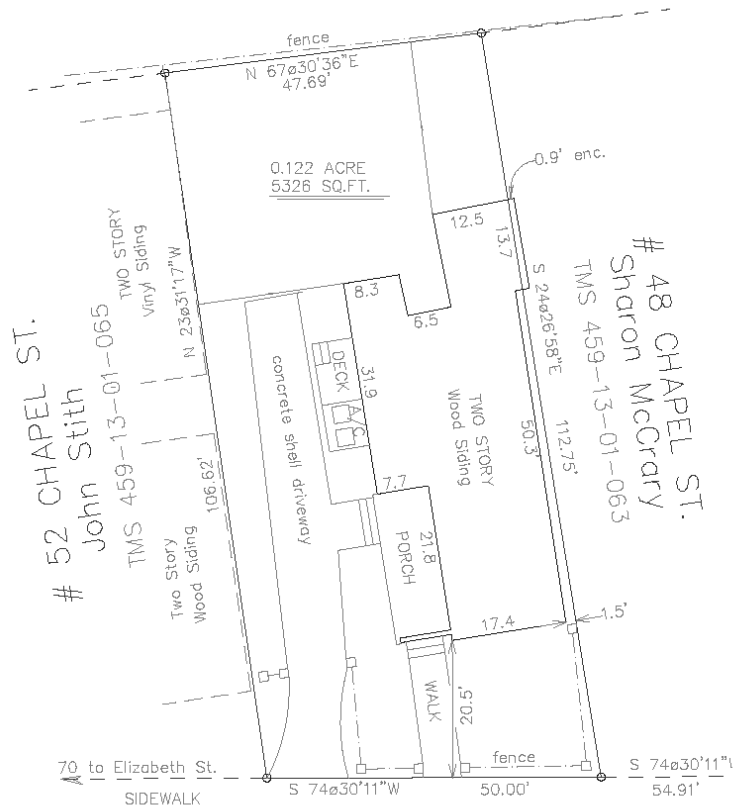 fence
N 67ø30'36"E
47.69'
0.122 ACRE
5326 SQ.FT.
0.9' enc.
12.5
13.7
S 24ø26'58"E
112.75'
# 48 CHAPEL ST.
Sharon McCrary
TMS 459-13-01-063
TWO STORY
Vinyl Siding
N 23ø31'17"W
106.62'
# 52 CHAPEL ST.
John Stith
TMS 459-13-01-065
8.3
6.5
DECK
A/C
31.9
concrete shell driveway
TWO STORY
Wood Siding
50.3'
7.7
PORCH
21.8
Two Story
Wood Siding
17.4
1.5'
WALK
20.5'
fence
70 to Elizabeth St.
SIDEWALK
S 74ø30'11"W
50.00'
S 74ø30'11"
54.91'